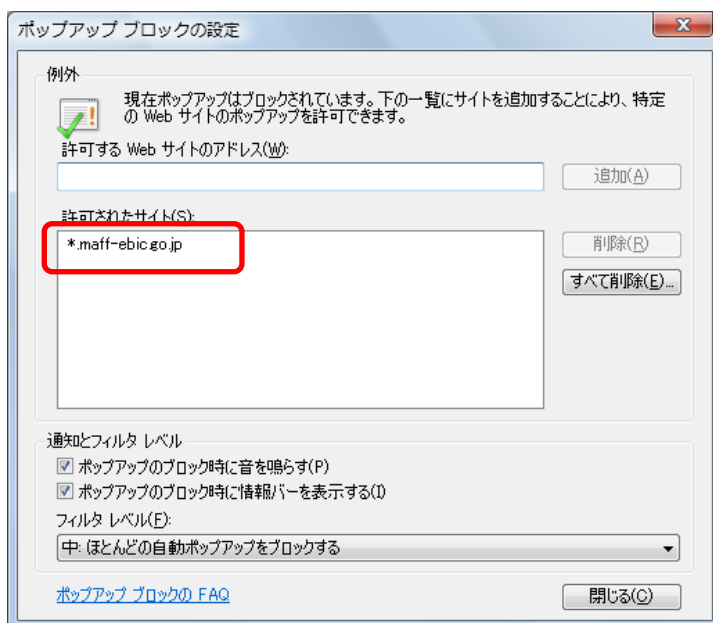 ポップアップ ブロックの設定
例外
現在ポップアップはブロックされています。下の一覧にサイトを追加することにより、特定
の Web サイトのポップアップを許可できます。
許可する Web サイトのアドレス(W):
追加(A)
許可されたサイト(S):
*.maff-ebic.go.jp
削除(R)
すべて削除(E)...
通知とフィルタ レベル
ポップアップのブロック時に音を鳴らす(P)
ポップアップのブロック時に情報バーを表示する(I)
フィルタ レベル(F):
中: ほとんどの自動ポップアップをブロックする
ポップアップ ブロックの FAQ
閉じる(C)